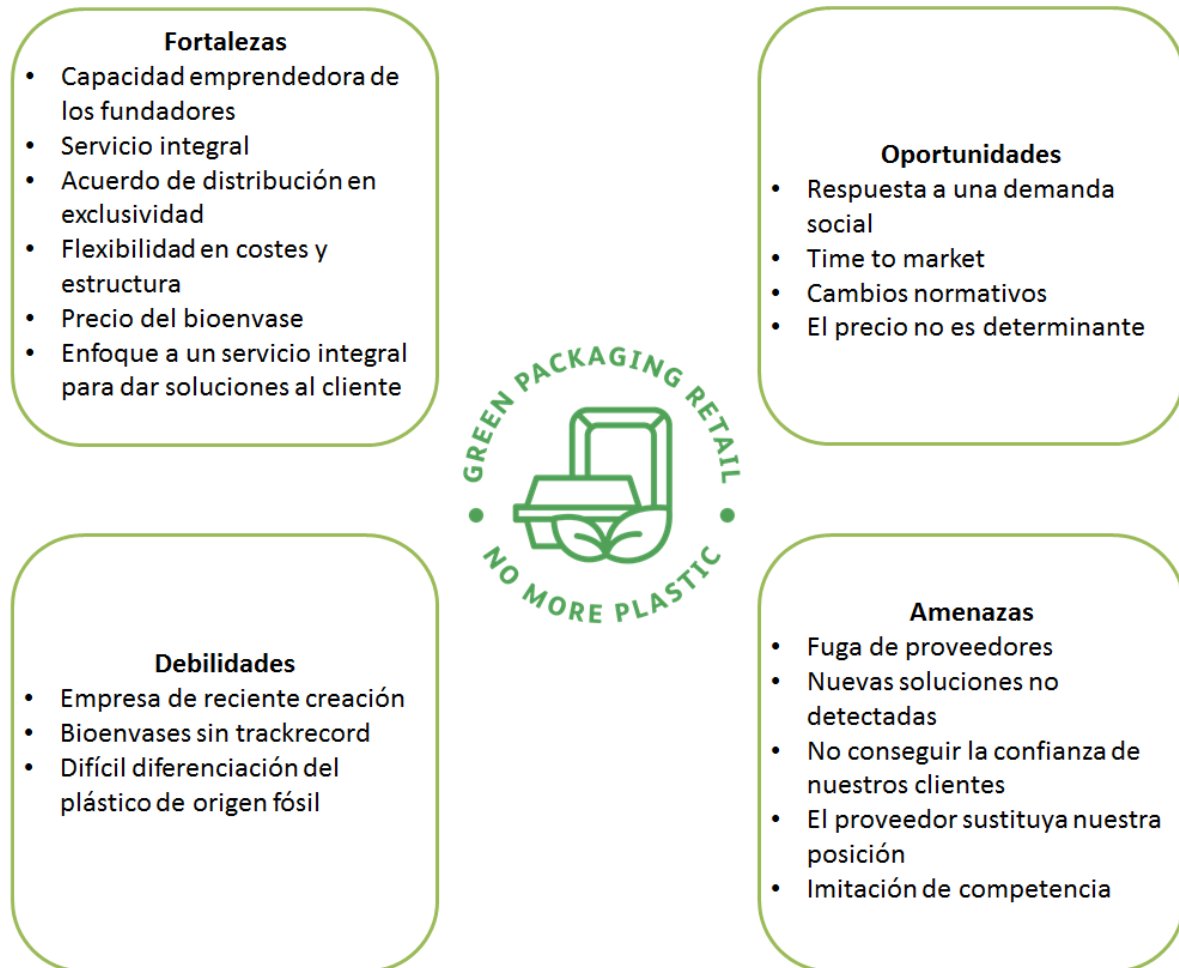 Fortalezas
• Capacidad emprendedora de
los fundadores
• Servicio integral
• Acuerdo de distribución en
exclusividad
• Flexibilidad en costes y
estructura
• Precio del bioenvase
• Enfoque a un servicio integral
para dar soluciones al cliente
Oportunidades
• Respuesta a una demanda
social
• Time to market
• Cambios normativos
• El precio no es determinante
GREEN PACKAGING RETAIL
• NO MORE PLASTIC •
Debilidades
• Empresa de reciente creación
• Bioenvases sin trackrecord
• Difícil diferenciación del
plástico de origen fósil
Amenazas
• Fuga de proveedores
• Nuevas soluciones no
detectadas
• No conseguir la confianza de
nuestros clientes
• El proveedor sustituya nuestra
posición
• Imitación de competencia